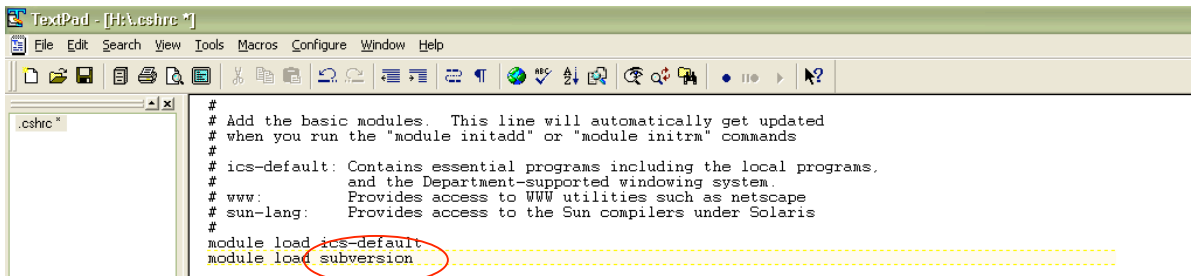 TextPad - [H:\.cshrc *]
File Edit Search View Tools Macros Configure Window Help
.cshrc *
#
# Add the basic modules.  This line will automatically get updated
# when you run the "module initadd" or "module initrm" commands
#
# ics-default: Contains essential programs including the local programs,
#              and the Department-supported windowing system.
# www:         Provides access to WWW utilities such as netscape
# sun-lang:    Provides access to the Sun compilers under Solaris
#
module load ics-default
module load subversion